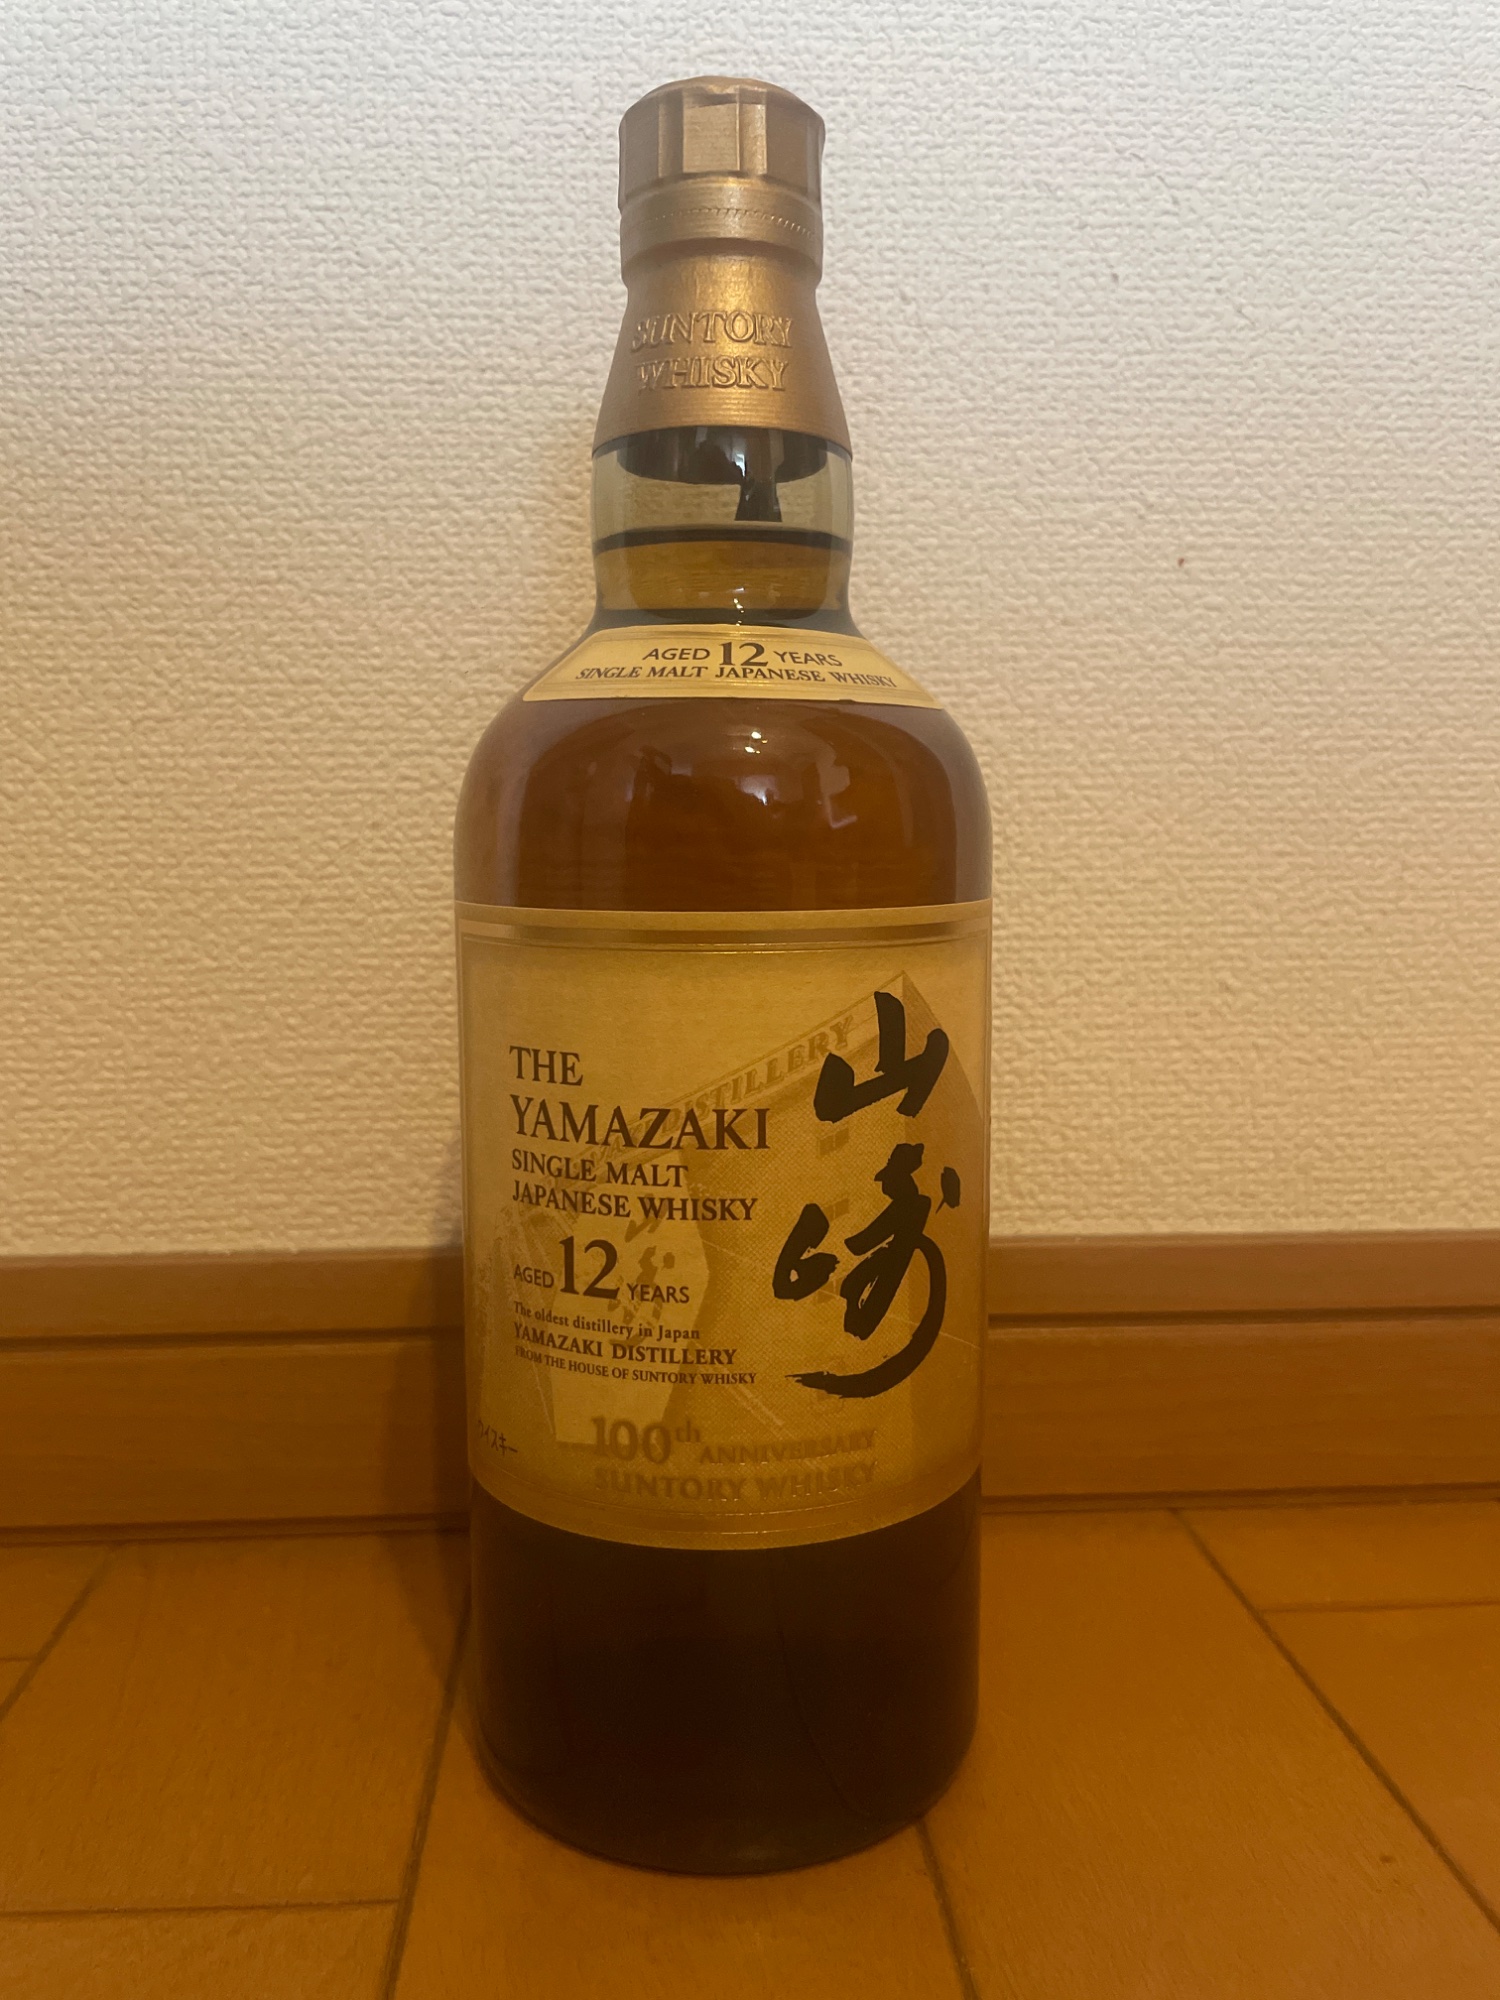 SUNTORY
WHISKY
AGED 12 YEARS
SINGLE MALT JAPANESE WHISKY
DISTILLERY
THE
YAMAZAKI
SINGLE MALT
JAPANESE WHISKY
AGED 12 YEARS
The oldest distillery in Japan
YAMAZAKI DISTILLERY
FROM THE HOUSE OF SUNTORY WHISKY
山崎
ウイスキー
100th ANNIVERSARY
SUNTORY WHISKY